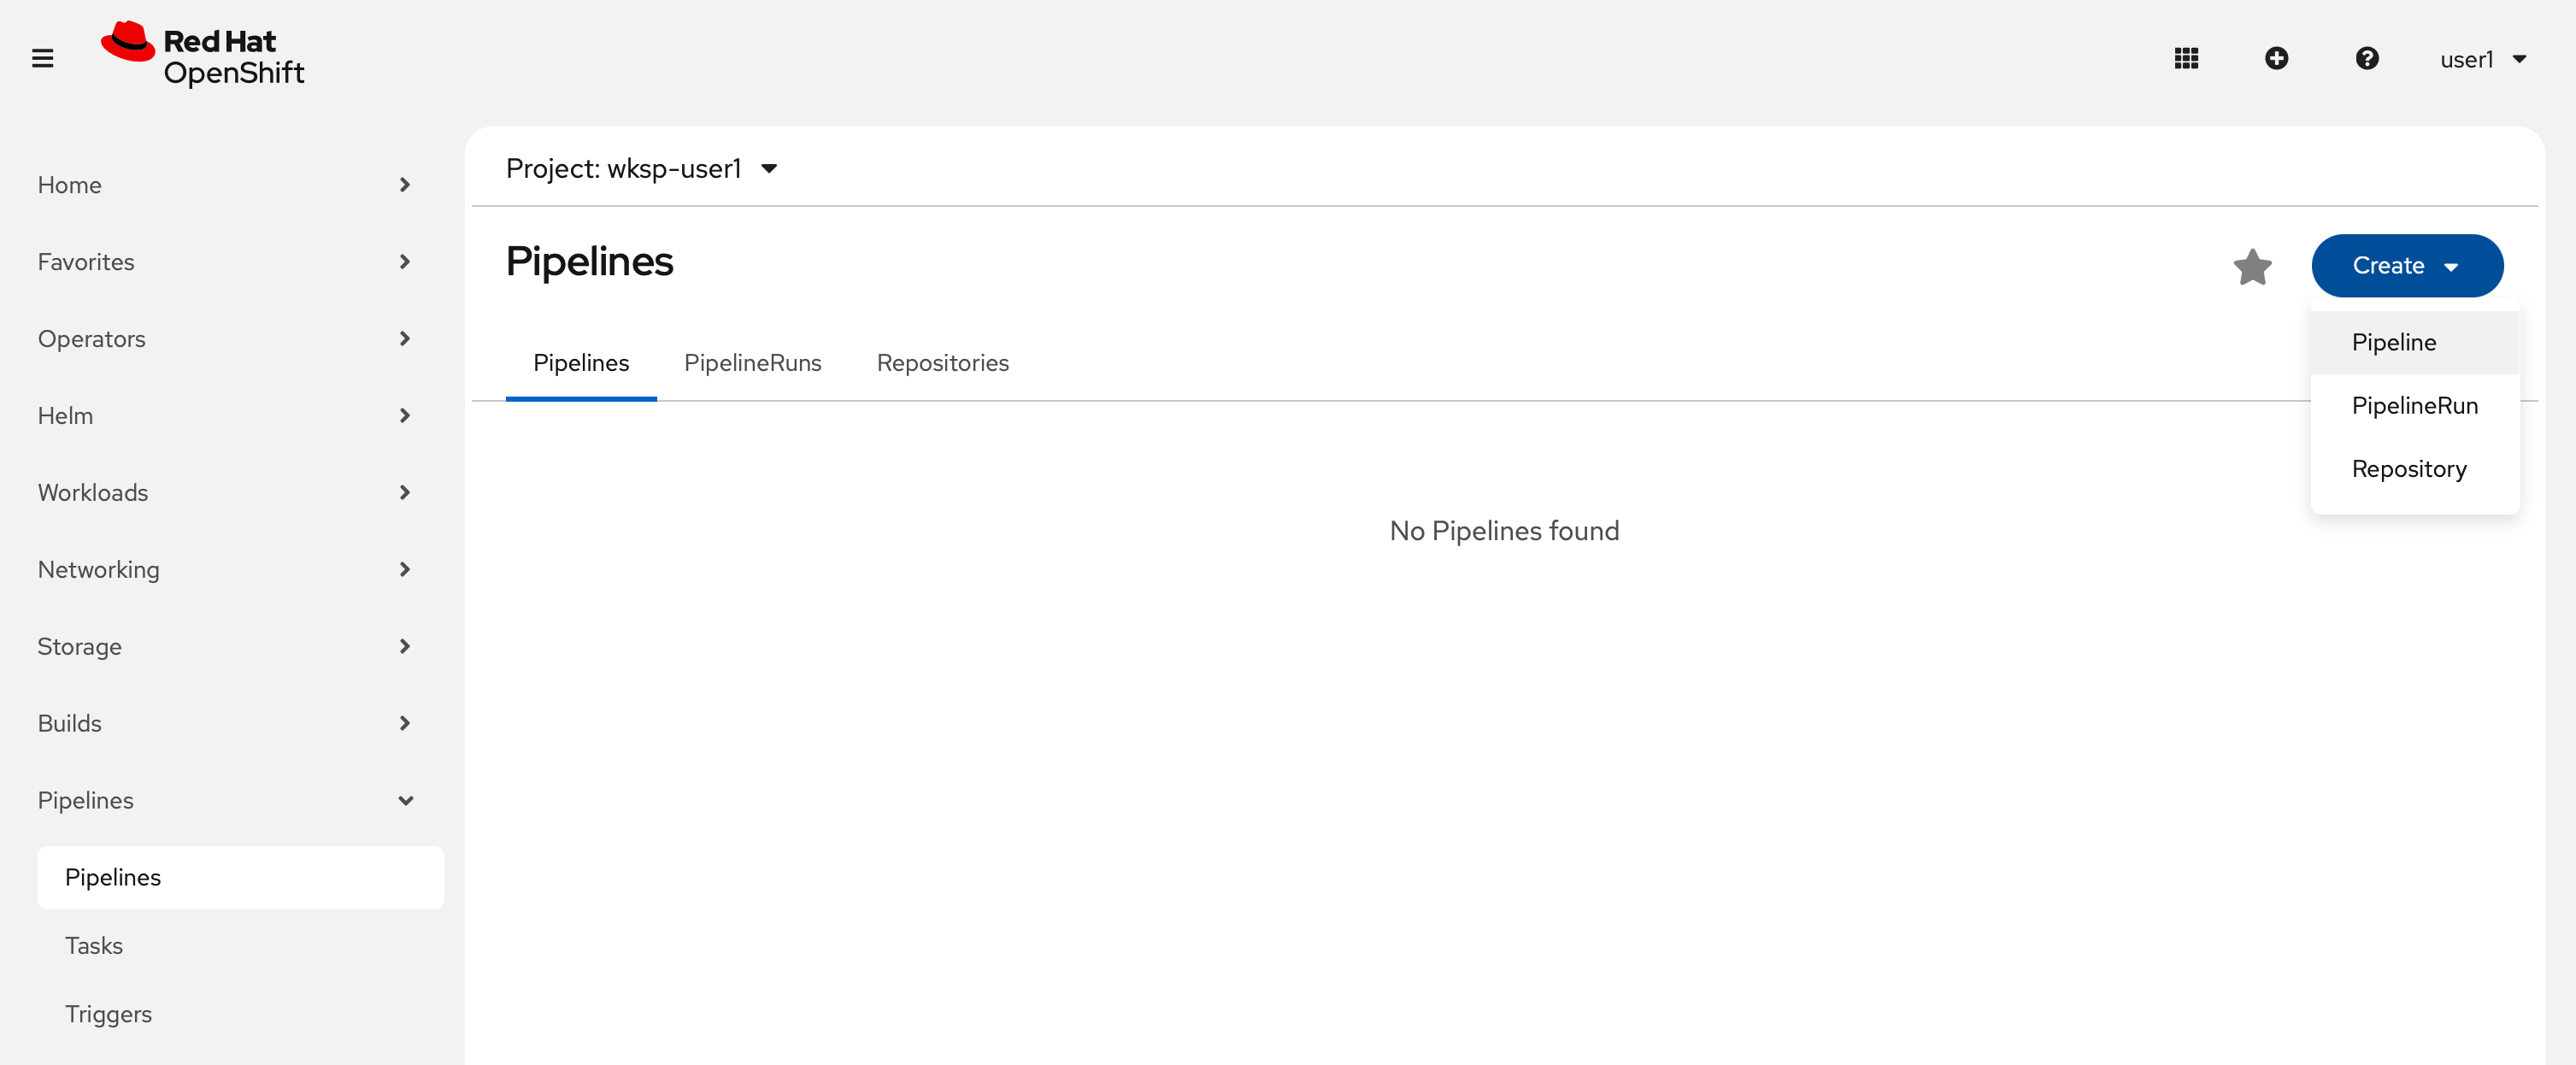 Red Hat
OpenShift
user1
Home
Favorites
Operators
Helm
Workloads
Networking
Storage
Builds
Pipelines
Pipelines
Tasks
Triggers
Project: wksp-user1
Pipelines
Create
Pipeline
PipelineRun
Repository
Pipelines PipelineRuns Repositories
No Pipelines found